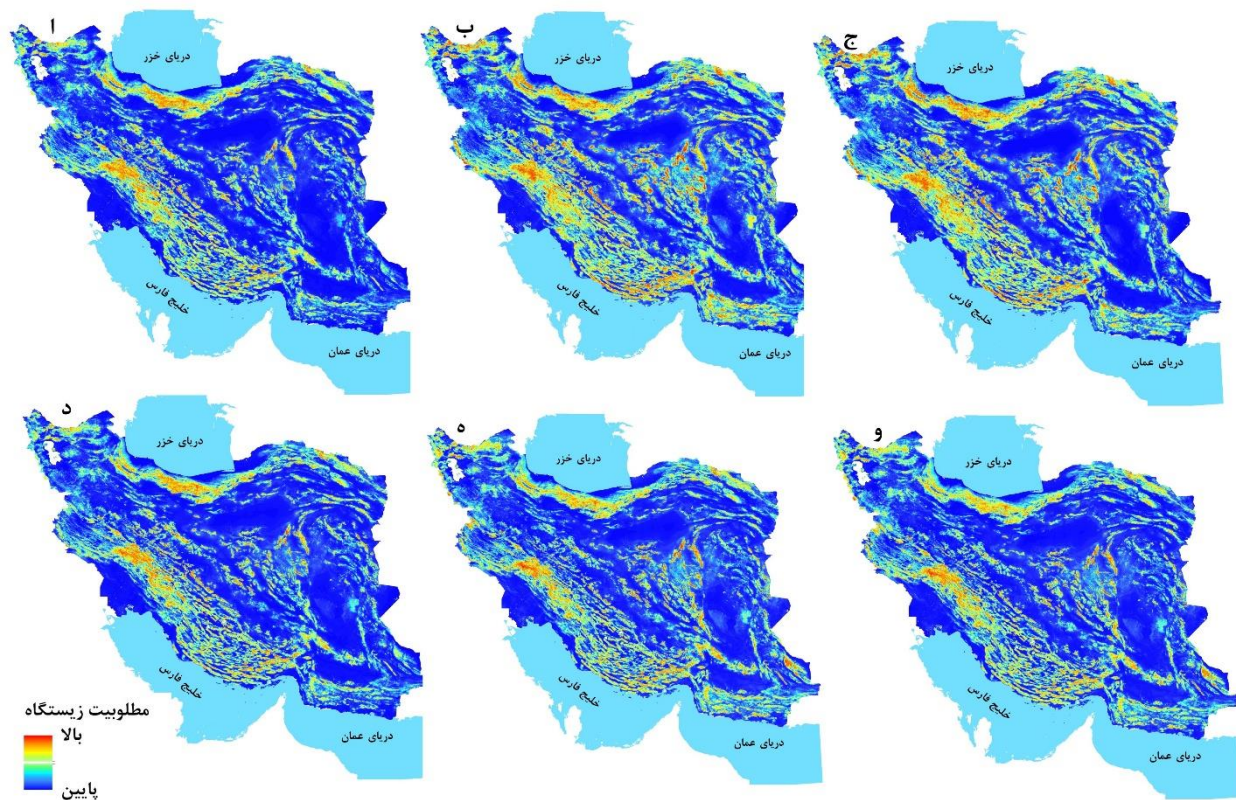 ا
دریای خزر
خلیج فارس
دریای عمان
ب
دریای خزر
خلیج فارس
دریای عمان
ج
دریای خزر
خلیج فارس
دریای عمان
د
دریای خزر
خلیج فارس
دریای عمان
ه
دریای خزر
خلیج فارس
دریای عمان
و
دریای خزر
خلیج فارس
دریای عمان
مطلوبیت زیستگاه
بالا
پایین